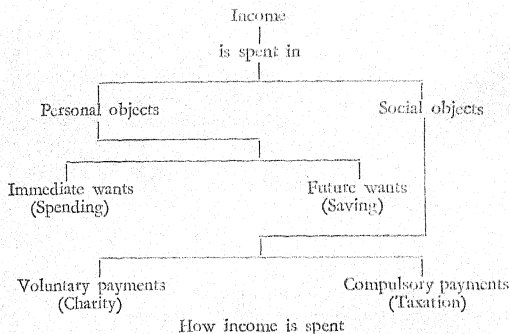 Income
is spent in
Personal objects Social objects
Immediate wants Future wants
(Spending) (Saving)
Voluntary payments Compulsory payments
(Charity) (Taxation)
How income is spent